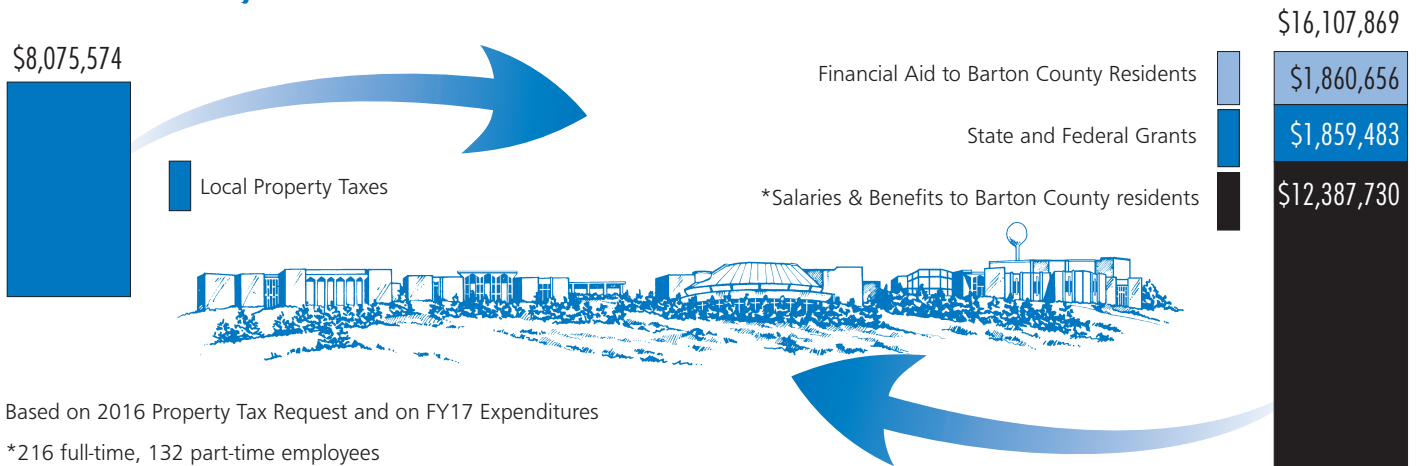 $8,075,574
Local Property Taxes
$16,107,869
Financial Aid to Barton County Residents
$1,860,656
State and Federal Grants
$1,859,483
*Salaries & Benefits to Barton County residents
$12,387,730
Based on 2016 Property Tax Request and on FY17 Expenditures
*216 full-time, 132 part-time employees